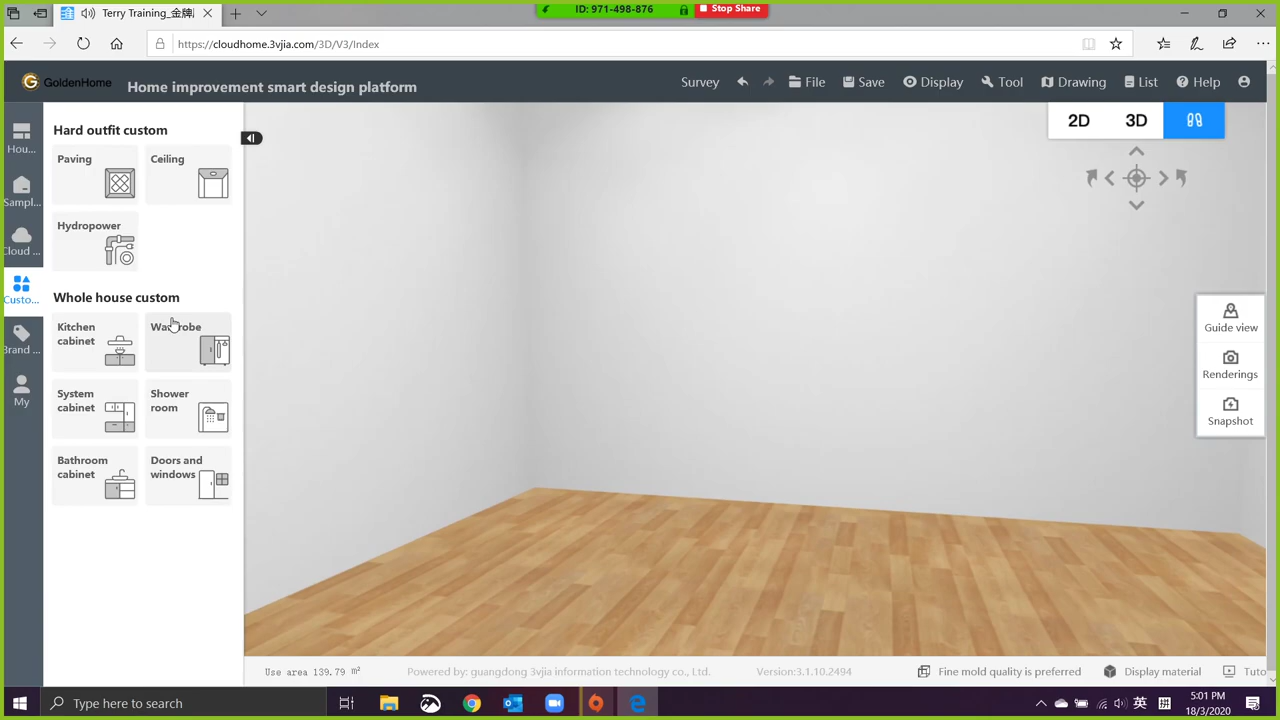 ID: 971-498-876
Stop Share
Terry Training_金牌
https://cloudhome.3vjia.com/3D/V3/Index
GoldenHome
Home improvement smart design platform
Survey
File
Save
Display
Tool
Drawing
List
Help
Hou...
Sampl...
Cloud ...
Custo...
Brand ...
My
Hard outfit custom
Paving
Ceiling
Hydropower
Whole house custom
Kitchen
cabinet
Wardrobe
System
cabinet
Shower
room
Bathroom
cabinet
Doors and
windows
2D
3D
Guide view
Renderings
Snapshot
Use area 139.79 m²
Powered by: guangdong 3vjia information technology co., Ltd.
Version:3.1.10.2494
Fine mold quality is preferred
Display material
Tuto
Type here to search
英
拼
5:01 PM
18/3/2020